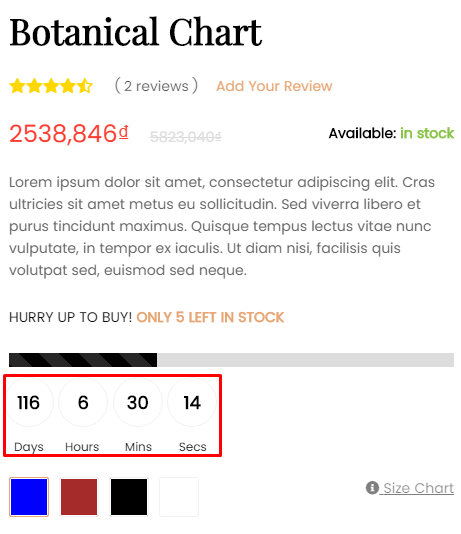 Botanical Chart
( 2 reviews ) Add Your Review
2538,846₫ 5823,040₫ Available: in stock
Lorem ipsum dolor sit amet, consectetur adipiscing elit. Cras
ultricies sit amet metus eu sollicitudin. Sed viverra libero et
purus tincidunt maximus. Quisque tempus lectus vitae nunc
vulputate, in tempor ex iaculis. Ut diam nisi, facilisis quis
volutpat sed, euismod sed neque.
HURRY UP TO BUY! ONLY 5 LEFT IN STOCK
116 6 30 14
Days Hours Mins Secs
Size Chart